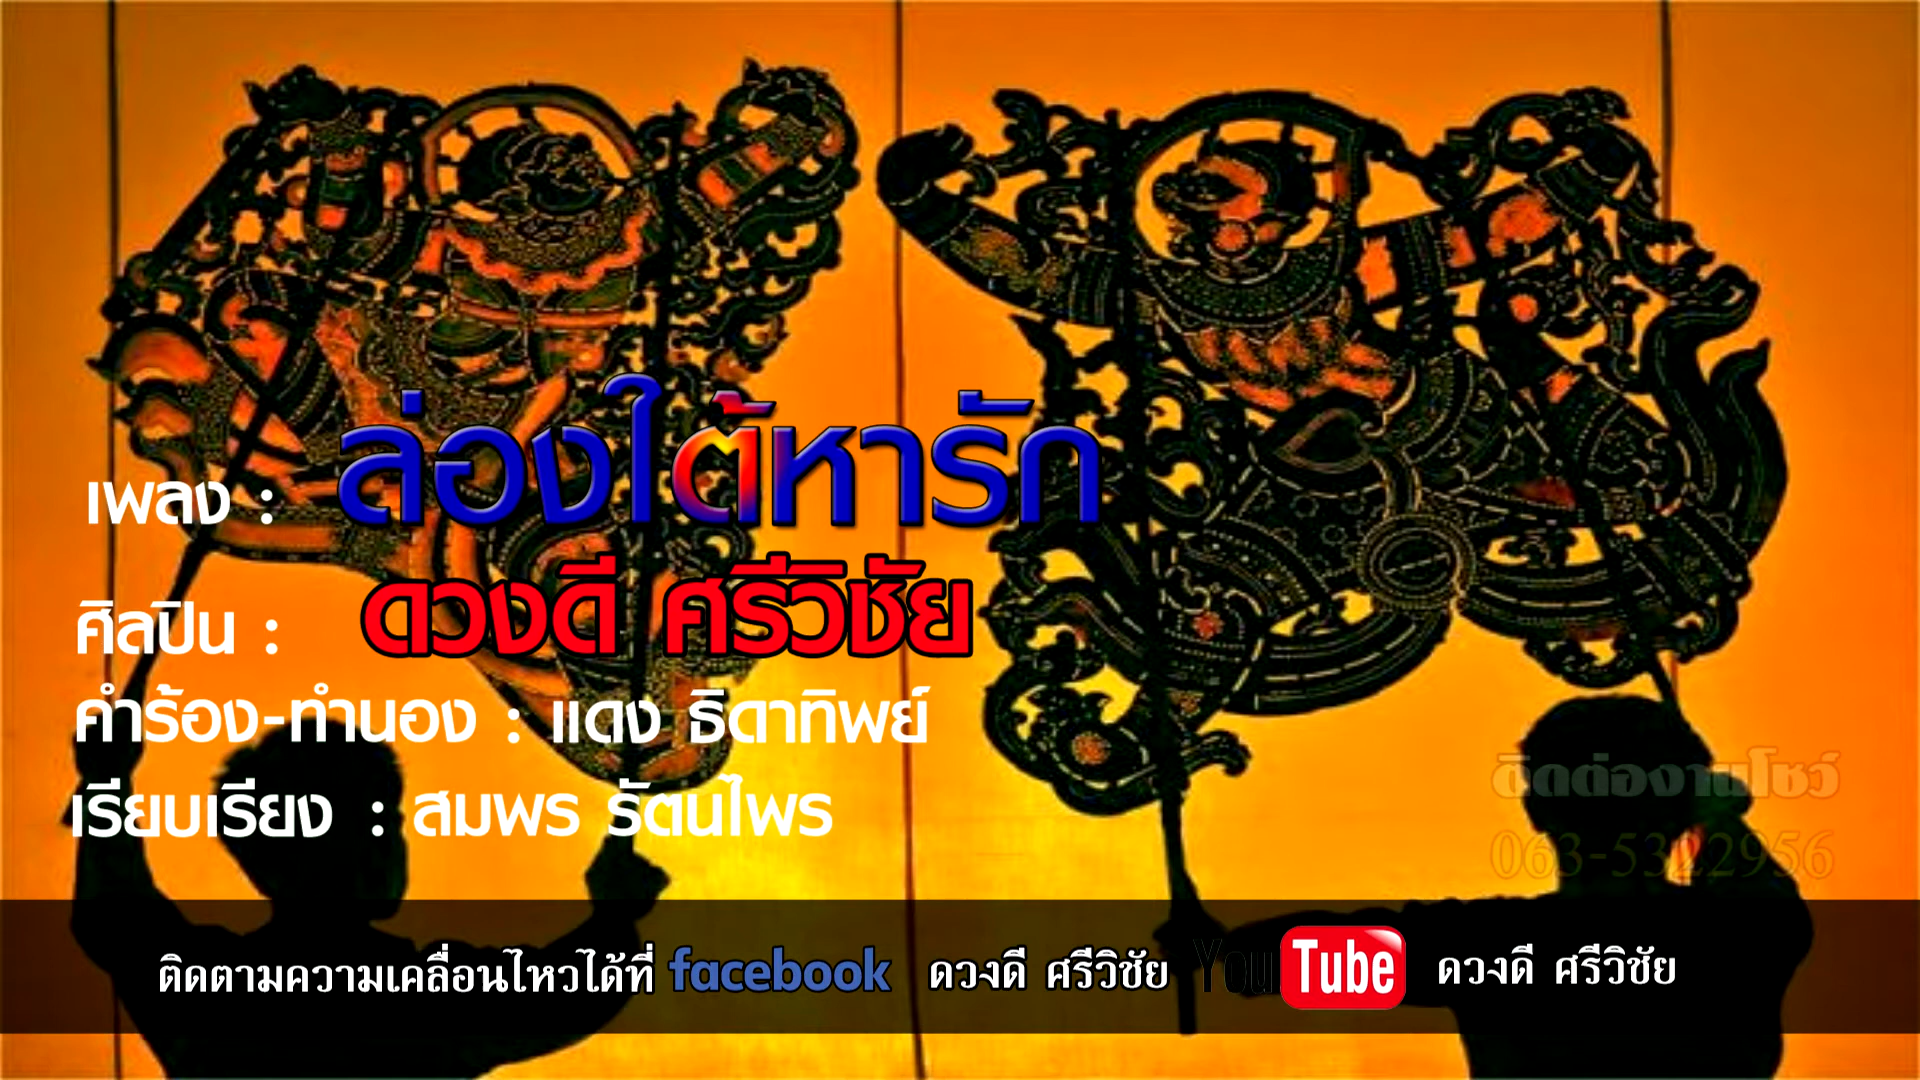 เพลง : ล่องใต้หารัก
ศิลปิน : ดวงดี ศรีวิชัย
คำร้อง-ทำนอง : แดง ธิดาทิพย์
เรียบเรียง : สมพร รัตนไพร
ติดต่องานโชว์
063-5322956
ติดตามความเคลื่อนไหวได้ที่ facebook ดวงดี ศรีวิชัย YouTube ดวงดี ศรีวิชัย